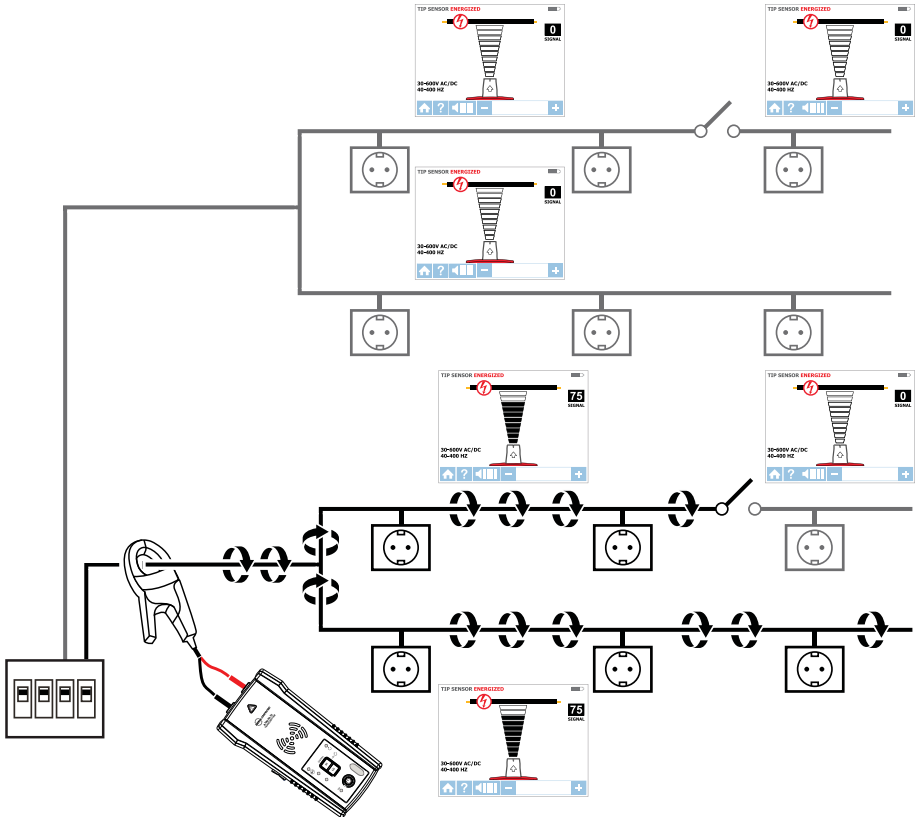 TIP SENSOR ENERGIZED
0
SIGNAL
30-600V AC/DC
40-400 HZ
?
−
+
TIP SENSOR ENERGIZED
0
SIGNAL
30-600V AC/DC
40-400 HZ
?
−
+
TIP SENSOR ENERGIZED
0
SIGNAL
30-600V AC/DC
40-400 HZ
?
−
+
TIP SENSOR ENERGIZED
75
SIGNAL
30-600V AC/DC
40-400 HZ
?
−
+
TIP SENSOR ENERGIZED
0
SIGNAL
30-600V AC/DC
40-400 HZ
?
−
+
TIP SENSOR ENERGIZED
75
SIGNAL
30-600V AC/DC
40-400 HZ
?
−
+